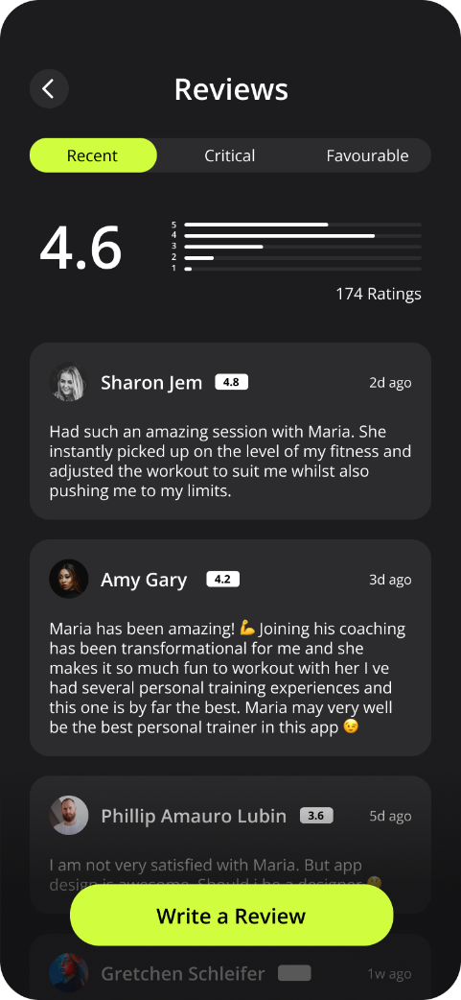 Reviews
Recent Critical Favourable
4.6
5
4
3
2
1
174 Ratings
Sharon Jem 4.8 2d ago
Had such an amazing session with Maria. She
instantly picked up on the level of my fitness and
adjusted the workout to suit me whilst also
pushing me to my limits.
Amy Gary 4.2 3d ago
Maria has been amazing! 💪 Joining his coaching
has been transformational for me and she
makes it so much fun to workout with her I ve
had several personal training experiences and
this one is by far the best. Maria may very well
be the best personal trainer in this app 😉
Phillip Amauro Lubin 3.6 5d ago
I am not very satisfied with Maria. But app
design is awesome. Should i be a designer
Write a Review
Gretchen Schleifer 1w ago